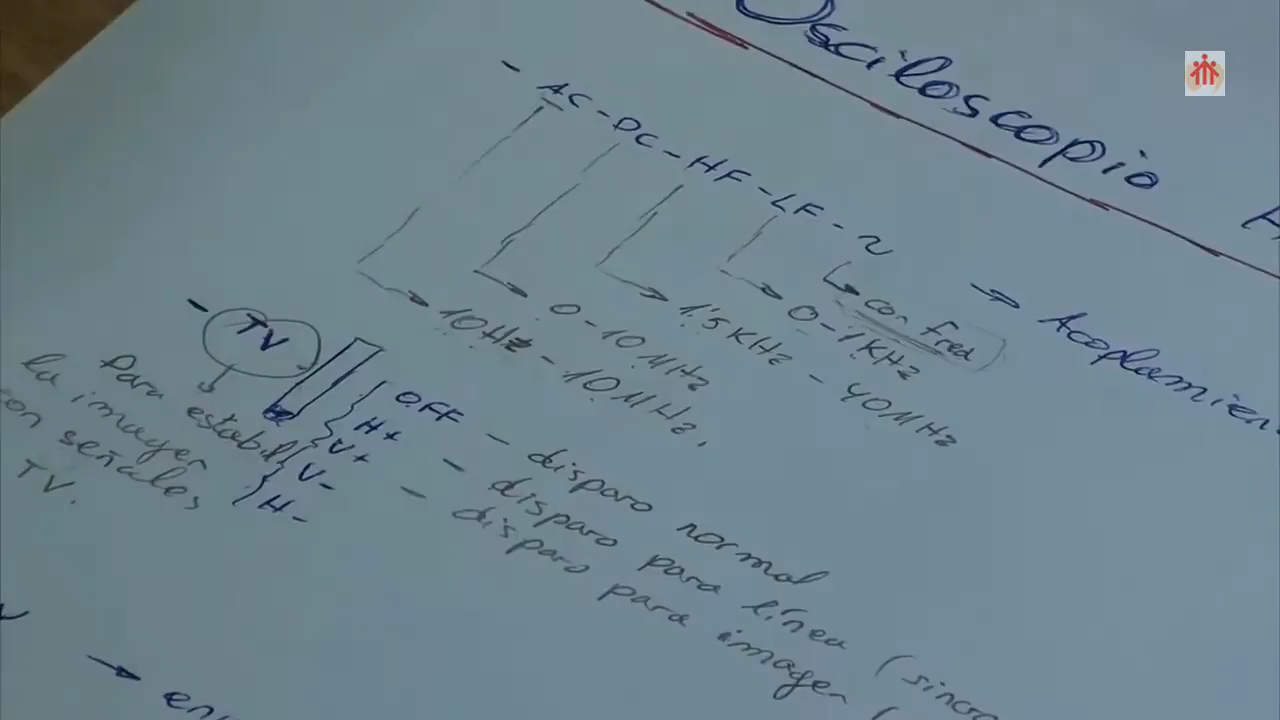 Osciloscopio
- AC - DC - HF - LF - ~ → Acoplamien
10Hz - 10MHz.
0 - 10MHz
1'5KHz - 40MHz
0 - 1KHz
con Fred
- TV
Para estabil
la imagen
con señales
TV.
OFF - disparo normal
H+
V+ - disparo para línea (sincro
V-
H- - disparo para imagen (
→ en